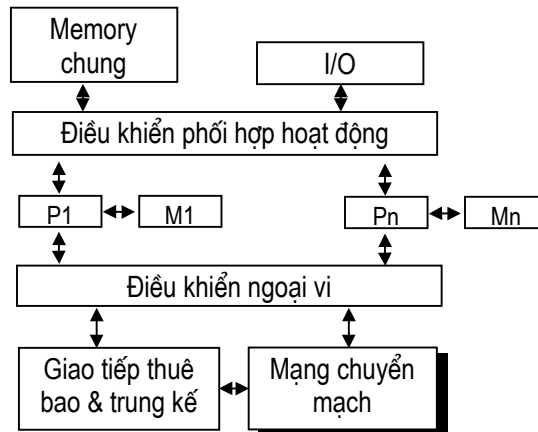 Memory
chung
I/O
Điều khiển phối hợp hoạt động
P1
M1
Pn
Mn
Điều khiển ngoại vi
Giao tiếp thuê
bao & trung kế
Mạng chuyển
mạch